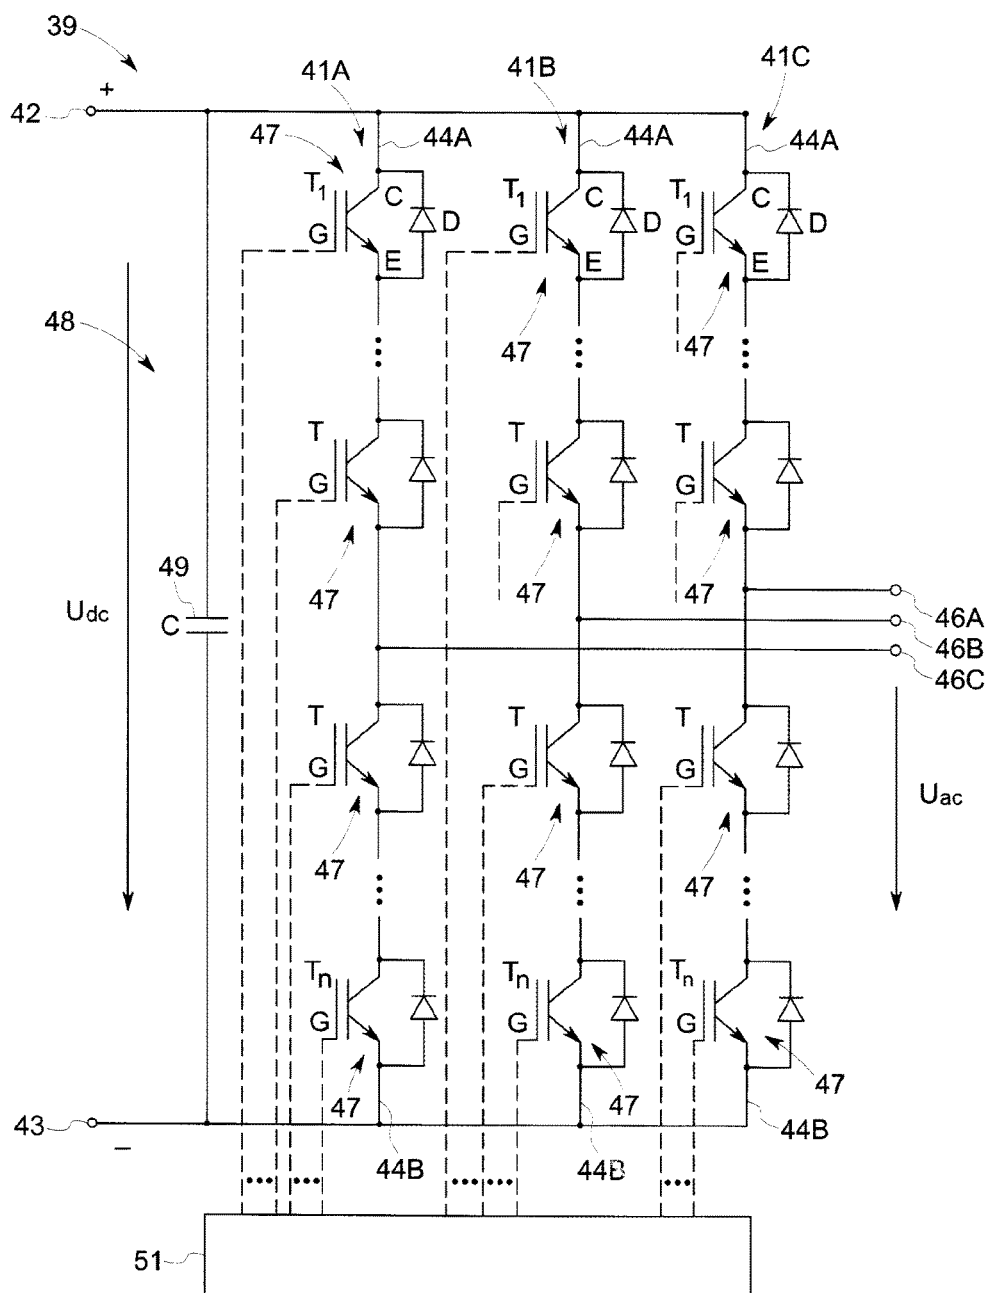 39
41A 41B 41C
42 + 44A 44A 44A
47
T1 C T1 C T1 C
G D G D G D
E E E
48 47 47
T T T
G G G
47 47 47
49
Udc C
46A
46B
46C
T T T
G G G
Uac
47 47 47
Tn Tn Tn
G G G
47 47 47
43 −
44B 44B 44B
51